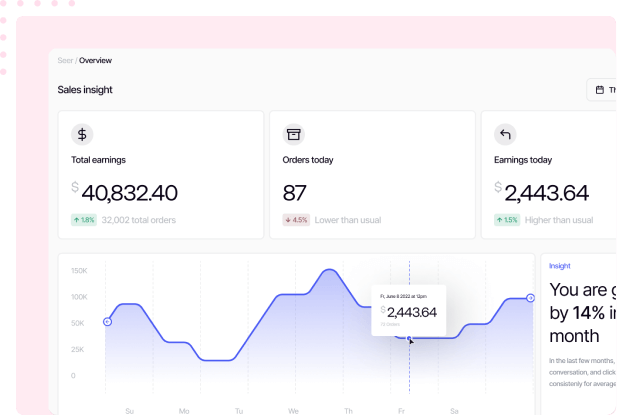 Seer / Overview
Sales insight
Th
Total earnings
$ 40,832.40
1.8% 32,002 total orders
Orders today
87
4.5% Lower than usual
Earnings today
$ 2,443.64
1.5% Higher than usual
150K
100K
50K
25K
0
Fr, June 8 2022 at 12pm
$ 2,443.64
Su
Mo
Tu
We
Th
Fr
Sa
Insight
You are g
by 14% i
month
In the last few months,
conversation, and click
consistenly for average